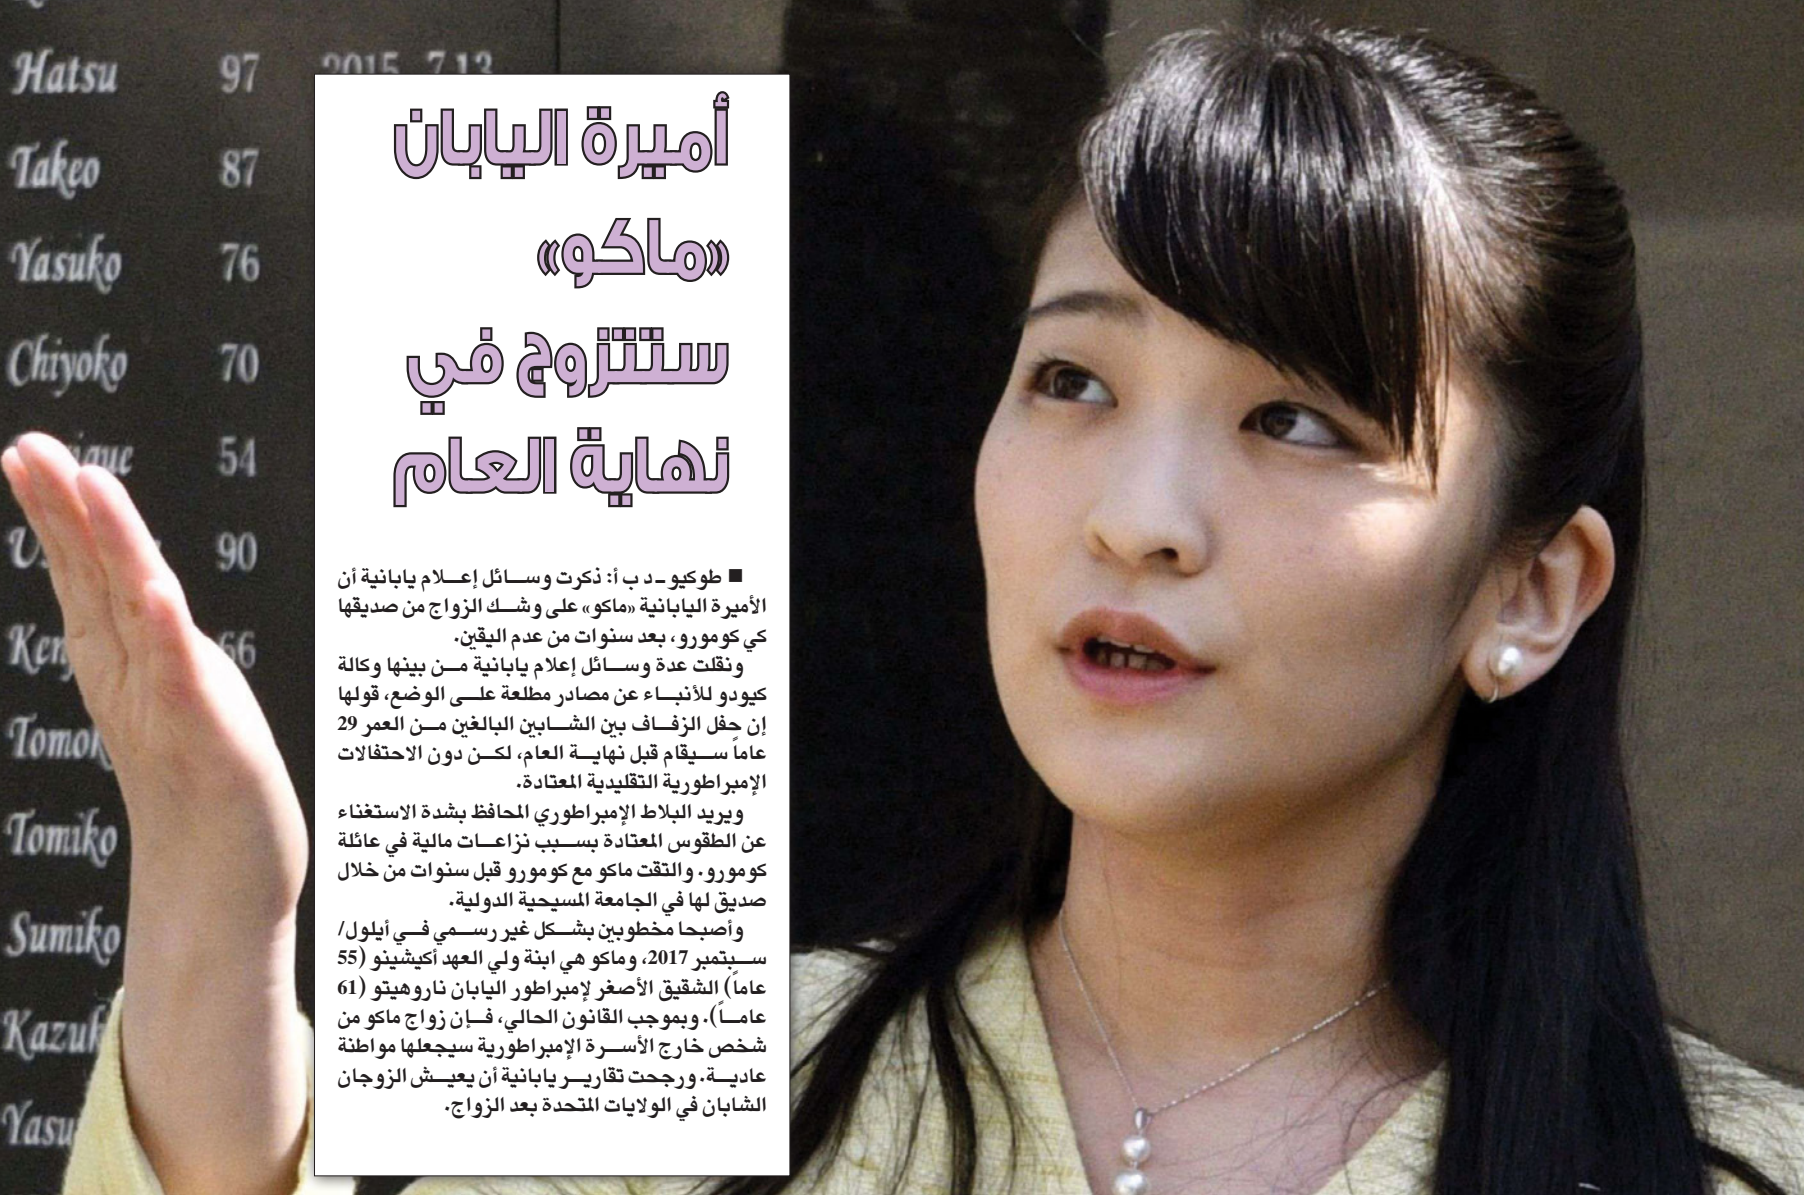 Hatsu 97 2015 7.13
Takeo 87
Yasuko 76
Chiyoko 70
54
90
66
Tomiko
Sumiko
أميرة اليابان
«ماكو»
ستتزوج في
نهاية العام
■ طوكيو ـ د ب أ: ذكرت وسائل إعلام يابانية أن
الأميرة اليابانية «ماكو» على وشك الزواج من صديقها
كي كومورو، بعد سنوات من عدم اليقين.
ونقلت عدة وسائل إعلام يابانية من بينها وكالة
كيودو للأنباء عن مصادر مطلعة على الوضع، قولها
إن حفل الزفاف بين الشابين البالغين من العمر 29
عاماً سيقام قبل نهاية العام، لكن دون الاحتفالات
الإمبراطورية التقليدية المعتادة.
ويريد البلاط الإمبراطوري المحافظ بشدة الاستغناء
عن الطقوس المعتادة بسبب نزاعات مالية في عائلة
كومورو. والتقت ماكو مع كومورو قبل سنوات من خلال
صديق لها في الجامعة المسيحية الدولية.
وأصبحا مخطوبين بشكل غير رسمي في أيلول/
سبتمبر 2017، وماكو هي ابنة ولي العهد أكيشينو (55
عاماً) الشقيق الأصغر لإمبراطور اليابان ناروهيتو (61
عاماً). وبموجب القانون الحالي، فإن زواج ماكو من
شخص خارج الأسرة الإمبراطورية سيجعلها مواطنة
عادية. ورجحت تقارير يابانية أن يعيش الزوجان
الشابان في الولايات المتحدة بعد الزواج.